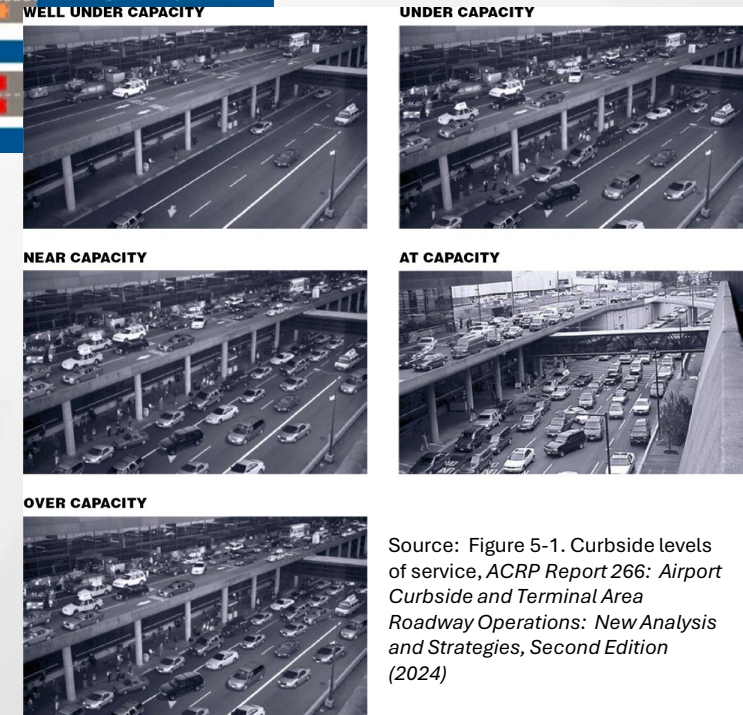 WELL UNDER CAPACITY
UNDER CAPACITY
NEAR CAPACITY
AT CAPACITY
OVER CAPACITY
Source:  Figure 5-1. Curbside levels
of service, ACRP Report 266:  Airport
Curbside and Terminal Area
Roadway Operations:  New Analysis
and Strategies, Second Edition
(2024)